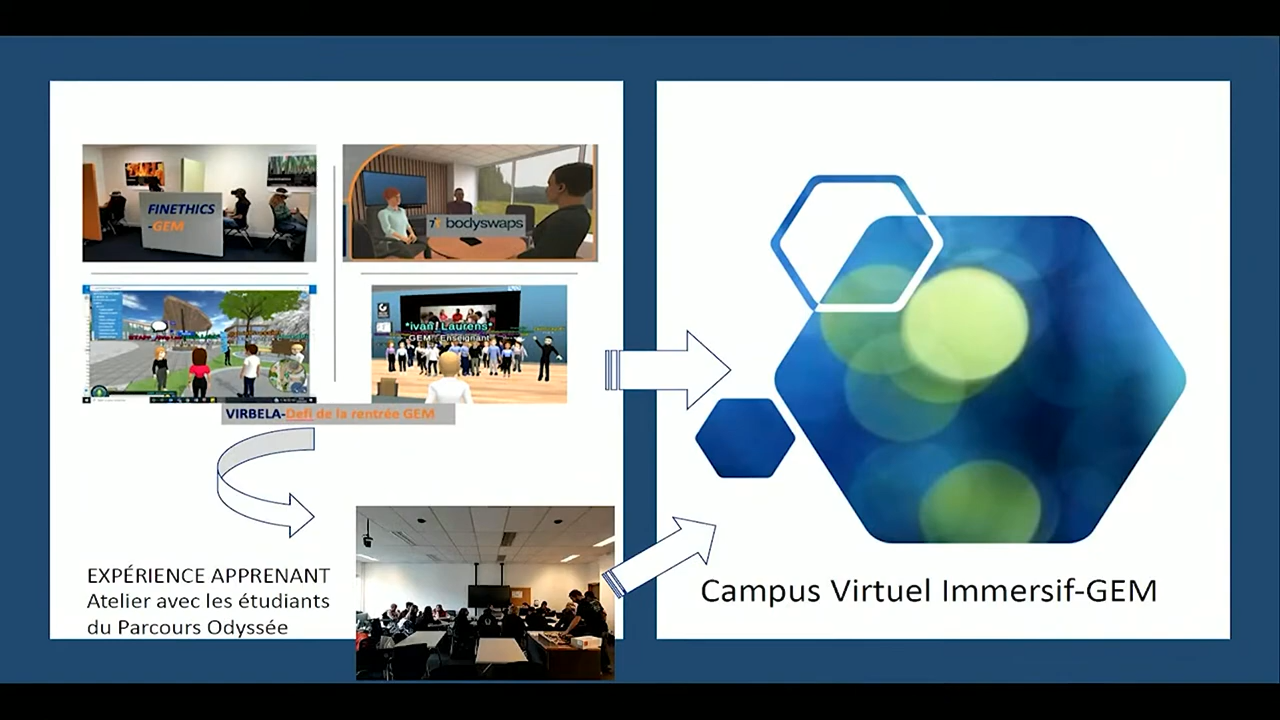 FINETHICS
-GEM
bodyswaps
*ivan! Laurens*
GEM : Enseignant
VIRBELA-Defi de la rentrée GEM
EXPÉRIENCE APPRENANT
Atelier avec les étudiants
du Parcours Odyssée
Campus Virtuel Immersif-GEM